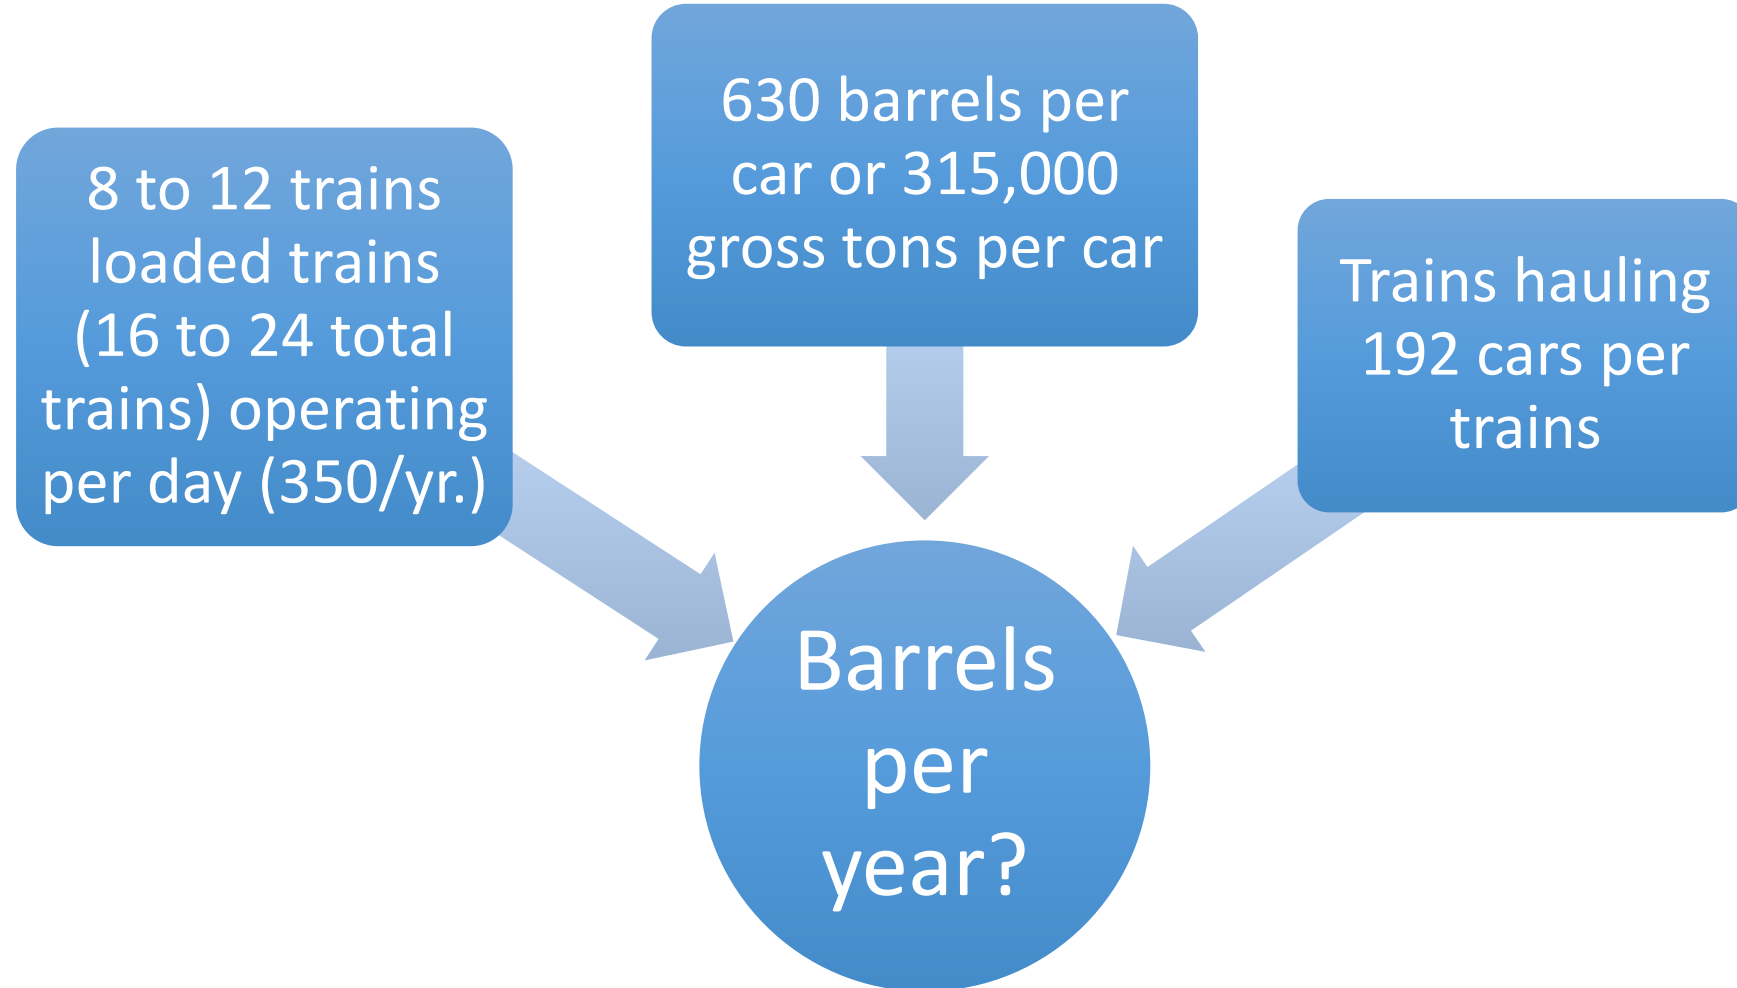 8 to 12 trains
loaded trains
(16 to 24 total
trains) operating
per day (350/yr.)
630 barrels per
car or 315,000
gross tons per car
Trains hauling
192 cars per
trains
Barrels
per
year?